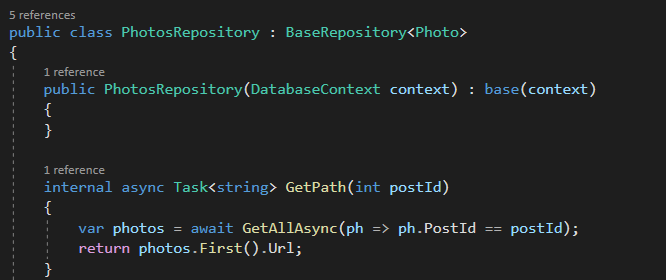 5 references
public class PhotosRepository : BaseRepository<Photo>
{
1 reference
public PhotosRepository(DatabaseContext context) : base(context)
{
}
1 reference
internal async Task<string> GetPath(int postId)
{
var photos = await GetAllAsync(ph => ph.PostId == postId);
return photos.First().Url;
}